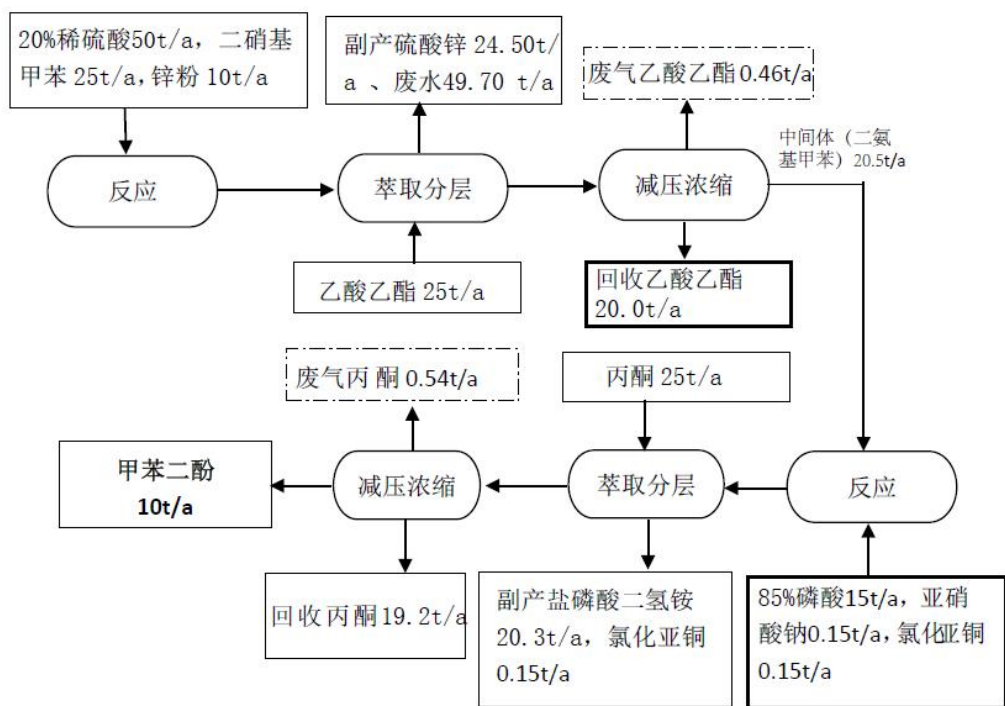 20%稀硫酸50t/a，二硝基
甲苯 25t/a,锌粉 10t/a
副产硫酸锌 24.50t/
a 、废水49.70 t/a
废气乙酸乙酯 0.46t/a
中间体（二氨
基甲苯）20.5t/a
反应
萃取分层
减压浓缩
乙酸乙酯 25t/a
回收乙酸乙酯
20.0t/a
废气丙 酮 0.54t/a
丙酮 25t/a
甲苯二酚
10t/a
减压浓缩
萃取分层
反应
回收丙酮 19.2t/a
副产盐磷酸二氢铵
20.3t/a，氯化亚铜
0.15t/a
85%磷酸15t/a，亚硝
酸钠0.15t/a,氯化亚铜
0.15t/a